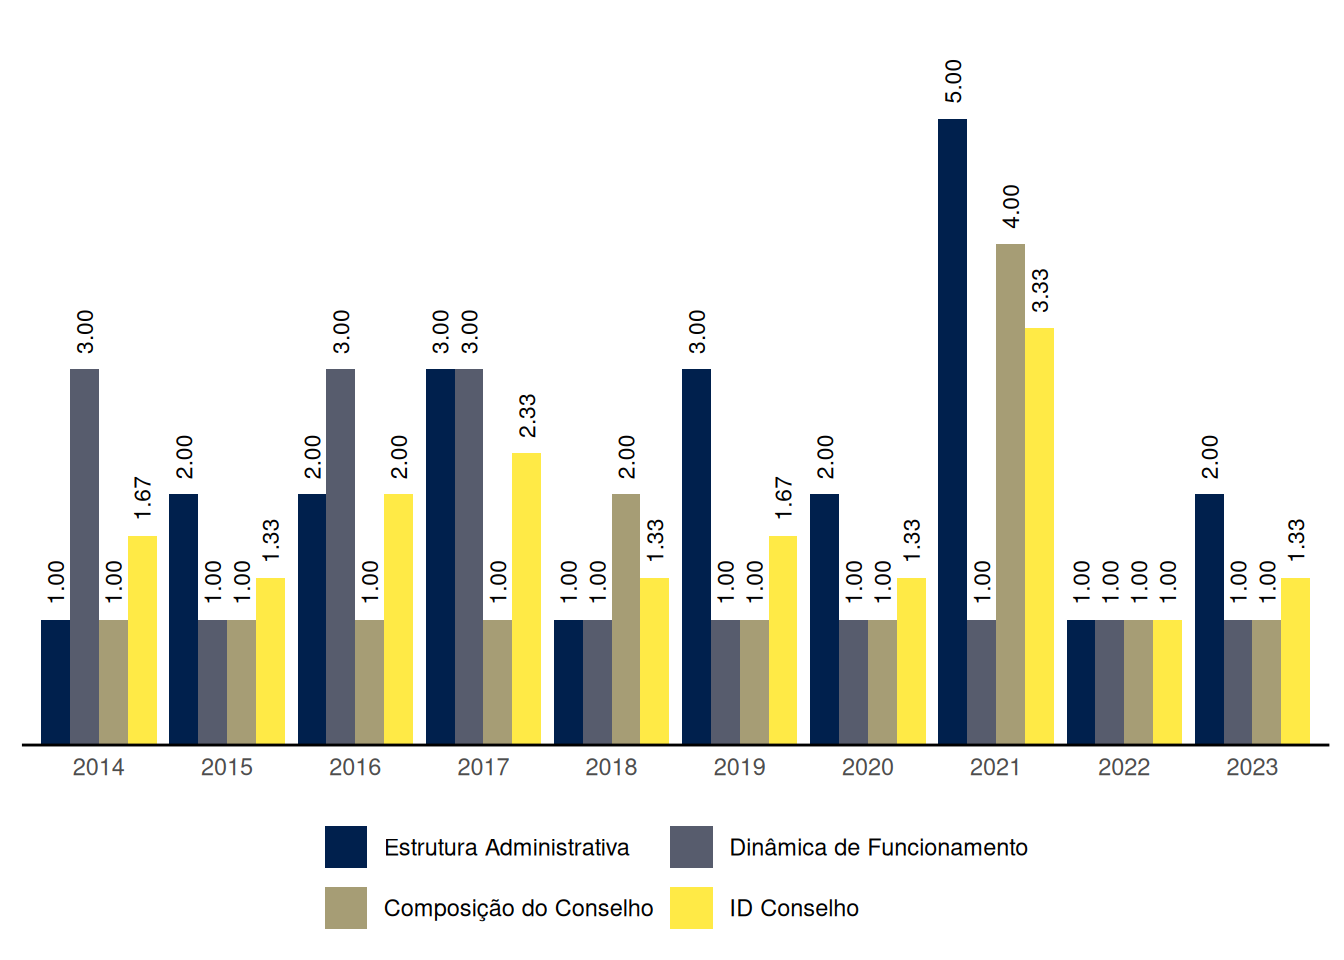 5.00
4.00
3.33
3.00 3.00 3.00 3.00 3.00
2.33
2.00 2.00 2.00 2.00 2.00 2.00
1.67 1.67
1.33 1.33 1.33 1.33
1.00 1.00 1.00 1.00 1.00 1.00 1.00 1.00 1.00 1.00 1.00 1.00 1.00 1.00 1.00 1.00 1.00 1.00 1.00
2014 2015 2016 2017 2018 2019 2020 2021 2022 2023
Estrutura Administrativa Dinâmica de Funcionamento
Composição do Conselho ID Conselho